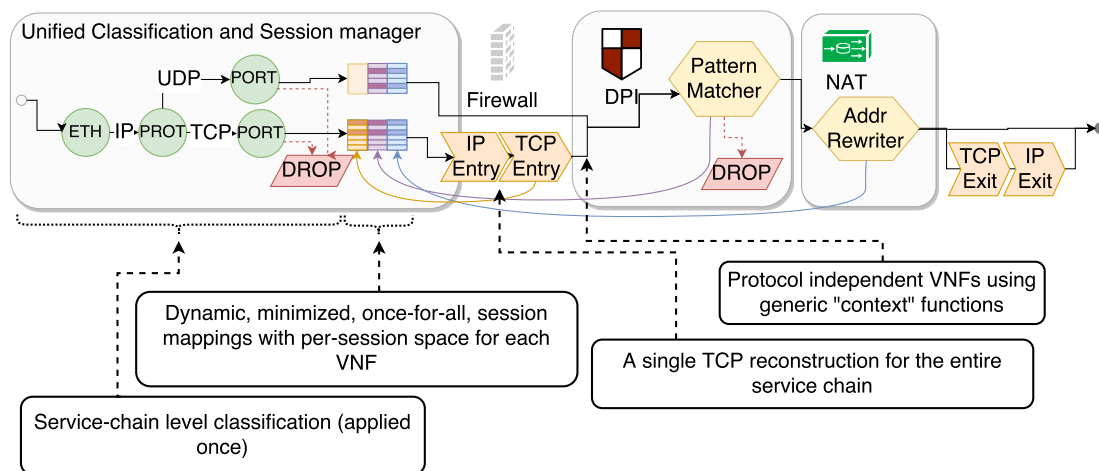 Unified Classification and Session manager
UDP
PORT
ETH
IP
PROT
TCP
PORT
DROP
Firewall
IP
Entry
TCP
Entry
DPI
Pattern
Matcher
DROP
NAT
Addr
Rewriter
TCP
Exit
IP
Exit
Protocol independent VNFs using
generic "context" functions
Dynamic, minimized, once-for-all, session
mappings with per-session space for each
VNF
A single TCP reconstruction for the entire
service chain
Service-chain level classification (applied
once)